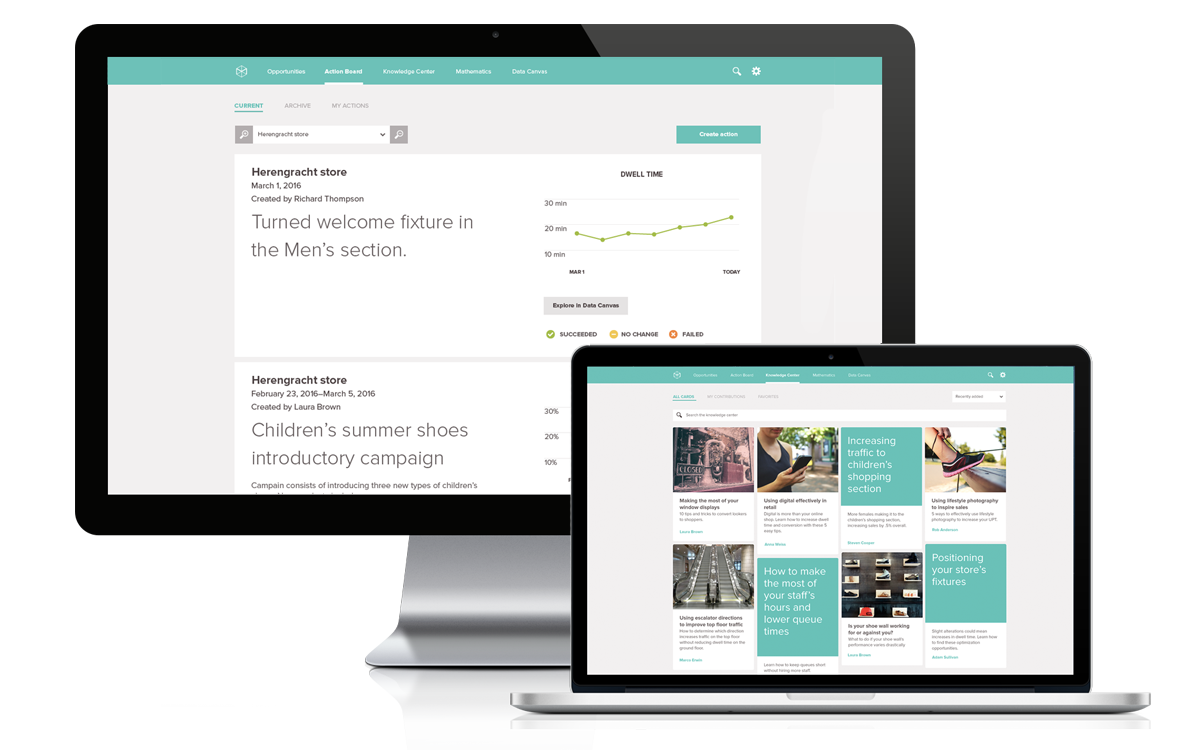 Opportunities Action Board Knowledge Center Mathematics Data Canvas
CURRENT ARCHIVE MY ACTIONS
Herengracht store
Create action
Herengracht store
March 1, 2016
Created by Richard Thompson
Turned welcome fixture in
the Men's section.
DWELL TIME
30 min
20 min
10 min
MAR 1 TODAY
Explore in Data Canvas
SUCCEEDED NO CHANGE FAILED
Herengracht store
February 23, 2016–March 5, 2016
Created by Laura Brown
Children's summer shoes
introductory campaign
Campain consists of introducing three new types of children's
30%
20%
10%
Opportunities Action Board Knowledge Center Mathematics Data Canvas
ALL CARDS MY CONTRIBUTIONS FAVORITES
Recently added
Search the knowledge center
CLOSED
Making the most of your
window displays
10 tips and tricks to convert lookers
to shoppers.
Laura Brown
Using digital effectively in
retail
Digital is more than your online
shop. Learn how to increase dwell
time and conversion with these 5
easy tips.
Increasing
traffic to
children's
shopping
section
More females making it to the
children's shopping section,
increasing sales by .5% overall.
Steven Cooper
Using lifestyle photography
to inspire sales
5 ways to effectively use lifestyle
photography to increase your UPT.
Rob Anderson
Using escalator directions
to improve top floor traffic
How to determine which direction
increases traffic on the top floor
without reducing dwell time on the
ground floor.
How to make
the most of
your staff's
hours and
lower queue
times
Learn how to keep queues short
without hiring more staff
Is your shoe wall working
for or against you?
What to do if your shoe wall's
performance varies drastically.
Laura Brown
Positioning
your store's
fixtures
Slight alterations could mean
increases in dwell time. Learn how
to find these optimization
opportunities.
Adam Sullivan